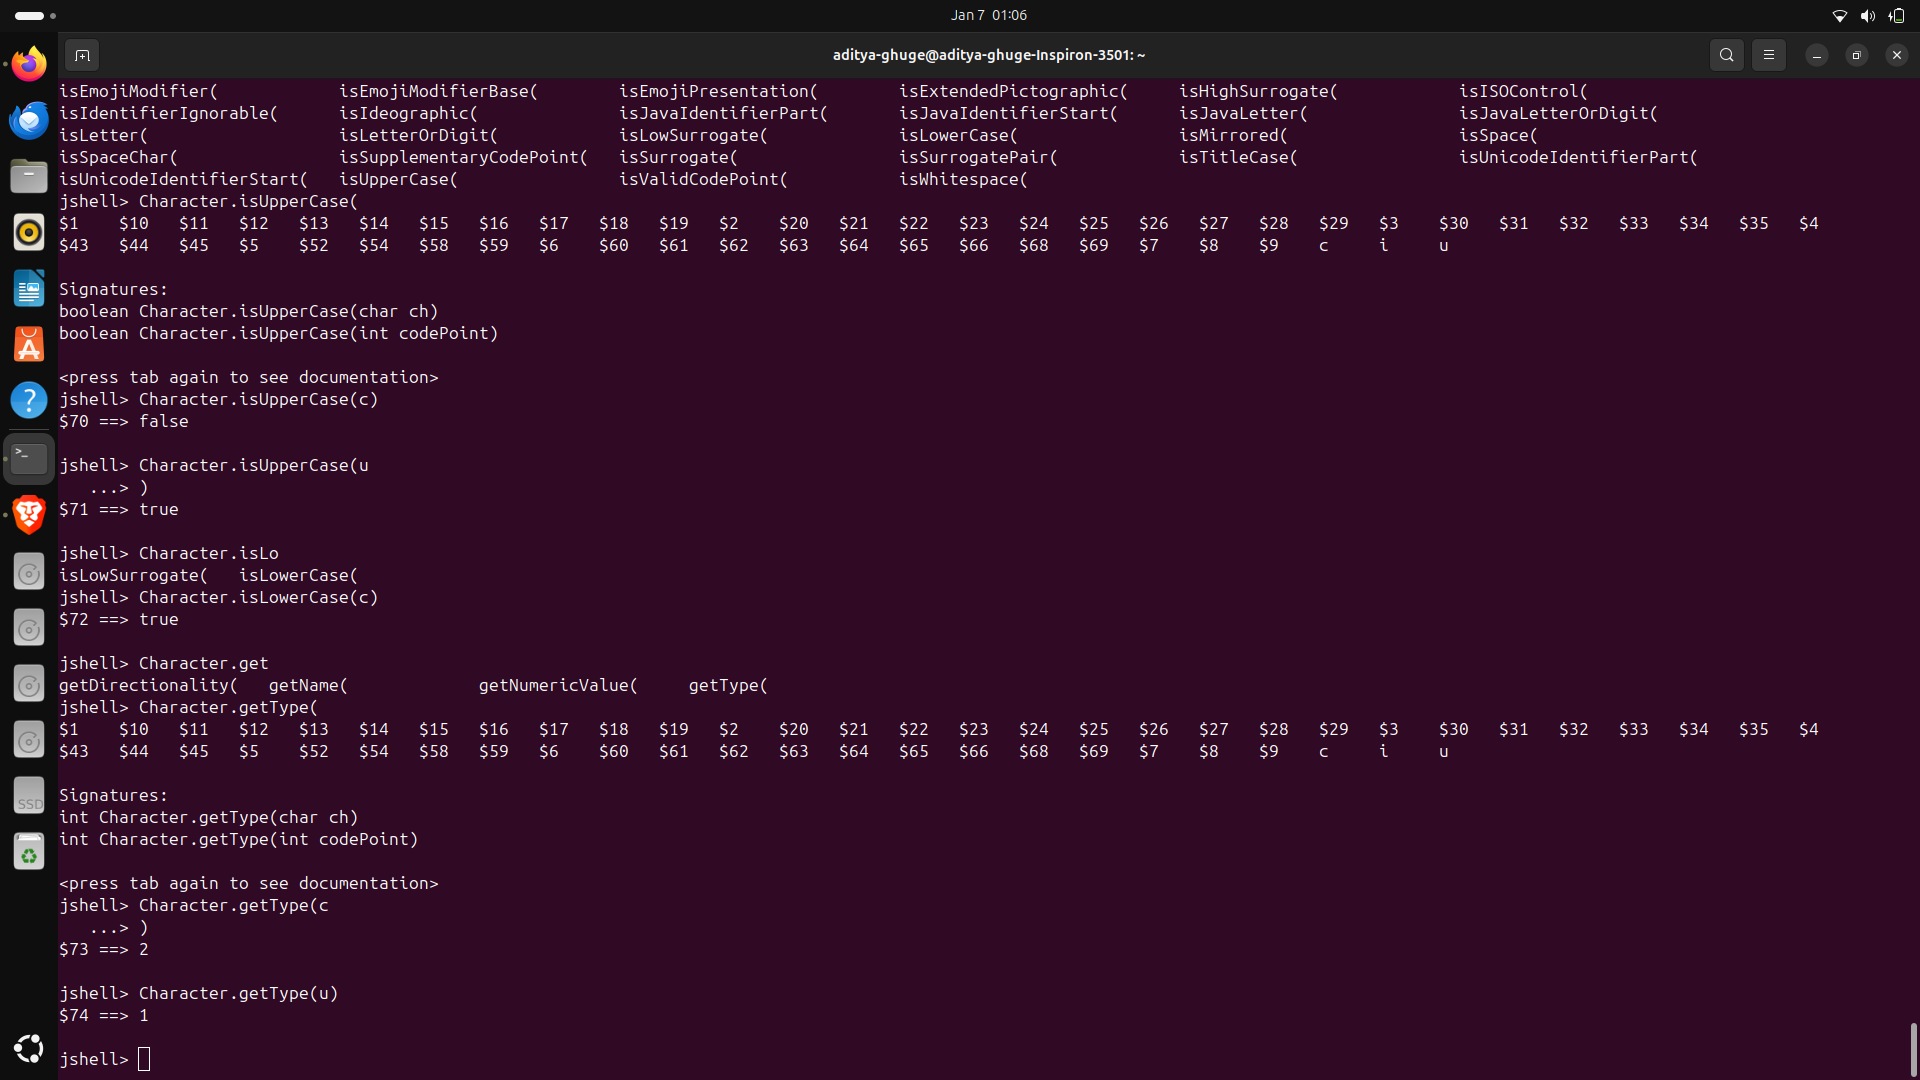 Jan 7  01:06
aditya-ghuge@aditya-ghuge-Inspiron-3501: ~
isEmojiModifier(            isEmojiModifierBase(        isEmojiPresentation(        isExtendedPictographic(     isHighSurrogate(            isISOControl(
isIdentifierIgnorable(      isIdeographic(              isJavaIdentifierPart(       isJavaIdentifierStart(      isJavaLetter(               isJavaLetterOrDigit(
isLetter(                   isLetterOrDigit(            isLowSurrogate(             isLowerCase(                isMirrored(                 isSpace(
isSpaceChar(                isSupplementaryCodePoint(   isSurrogate(                isSurrogatePair(            isTitleCase(                isUnicodeIdentifierPart(
isUnicodeIdentifierStart(   isUpperCase(                isValidCodePoint(           isWhitespace(
jshell> Character.isUpperCase(
$1    $10   $11   $12   $13   $14   $15   $16   $17   $18   $19   $2    $20   $21   $22   $23   $24   $25   $26   $27   $28   $29   $3    $30   $31   $32   $33   $34   $35   $4
$43   $44   $45   $5    $52   $54   $58   $59   $6    $60   $61   $62   $63   $64   $65   $66   $68   $69   $7    $8    $9    c     i     u

Signatures:
boolean Character.isUpperCase(char ch)
boolean Character.isUpperCase(int codePoint)

<press tab again to see documentation>
jshell> Character.isUpperCase(c)
$70 ==> false

jshell> Character.isUpperCase(u
   ...> )
$71 ==> true

jshell> Character.isLo
isLowSurrogate(   isLowerCase(
jshell> Character.isLowerCase(c)
$72 ==> true

jshell> Character.get
getDirectionality(   getName(             getNumericValue(     getType(
jshell> Character.getType(
$1    $10   $11   $12   $13   $14   $15   $16   $17   $18   $19   $2    $20   $21   $22   $23   $24   $25   $26   $27   $28   $29   $3    $30   $31   $32   $33   $34   $35   $4
$43   $44   $45   $5    $52   $54   $58   $59   $6    $60   $61   $62   $63   $64   $65   $66   $68   $69   $7    $8    $9    c     i     u

Signatures:
int Character.getType(char ch)
int Character.getType(int codePoint)

<press tab again to see documentation>
jshell> Character.getType(c
   ...> )
$73 ==> 2

jshell> Character.getType(u)
$74 ==> 1

jshell>
SSD